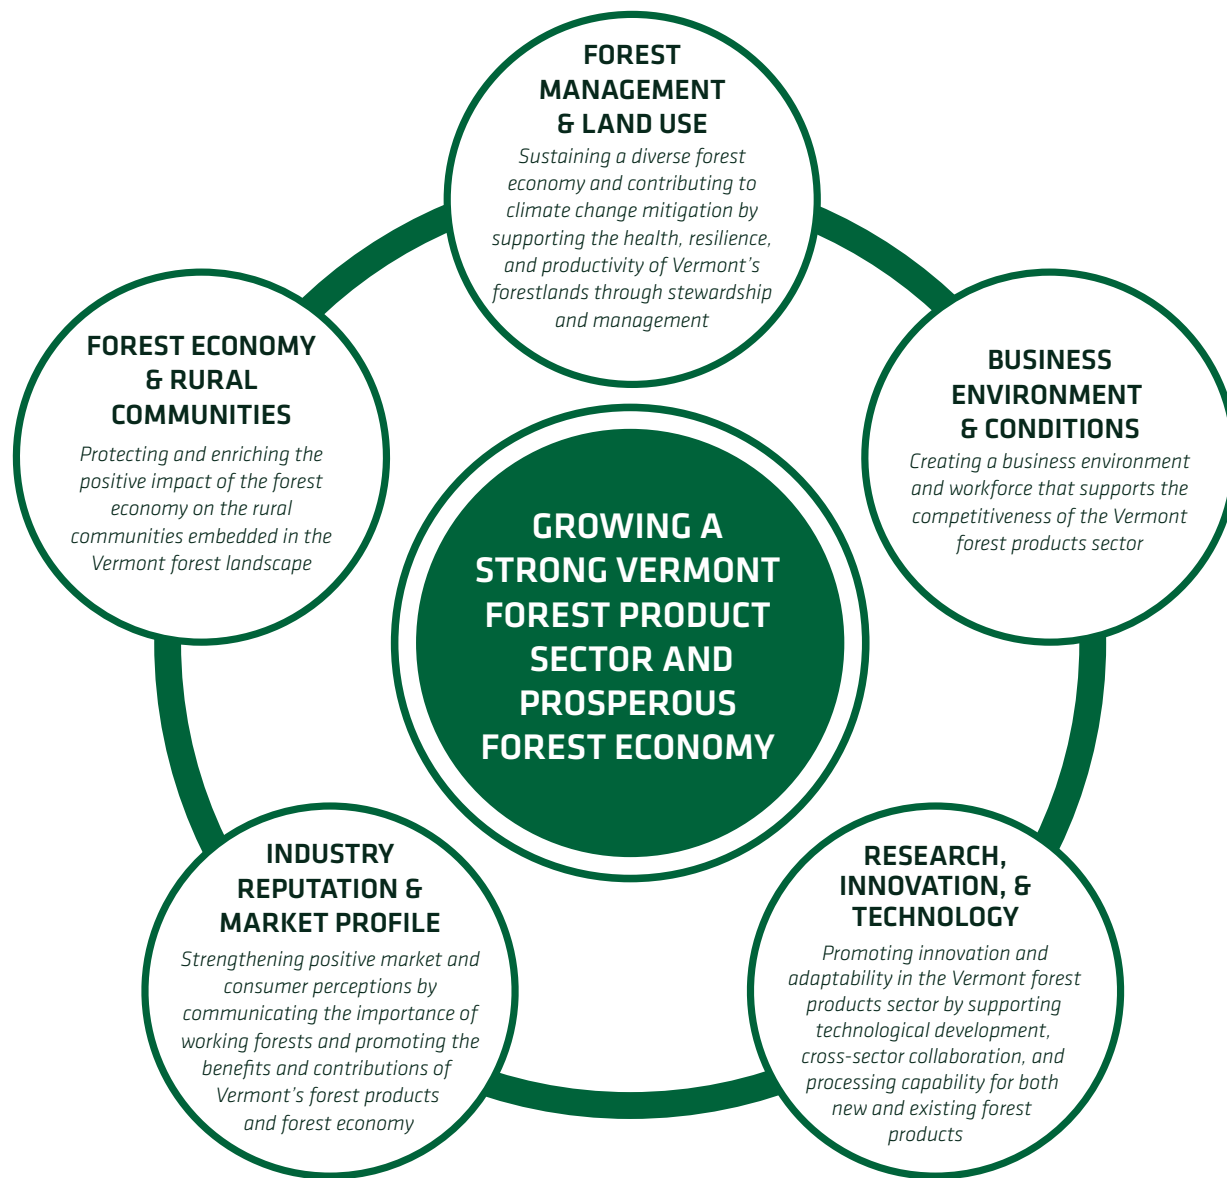 FOREST
MANAGEMENT
& LAND USE
Sustaining a diverse forest
economy and contributing to
climate change mitigation by
supporting the health, resilience,
and productivity of Vermont's
forestlands through stewardship
and management
FOREST ECONOMY
& RURAL
COMMUNITIES
Protecting and enriching the
positive impact of the forest
economy on the rural
communities embedded in the
Vermont forest landscape
BUSINESS
ENVIRONMENT
& CONDITIONS
Creating a business environment
and workforce that supports the
competitiveness of the Vermont
forest products sector
GROWING A
STRONG VERMONT
FOREST PRODUCT
SECTOR AND
PROSPEROUS
FOREST ECONOMY
INDUSTRY
REPUTATION &
MARKET PROFILE
Strengthening positive market and
consumer perceptions by
communicating the importance of
working forests and promoting the
benefits and contributions of
Vermont's forest products
and forest economy
RESEARCH,
INNOVATION, &
TECHNOLOGY
Promoting innovation and
adaptability in the Vermont forest
products sector by supporting
technological development,
cross-sector collaboration, and
processing capability for both
new and existing forest
products